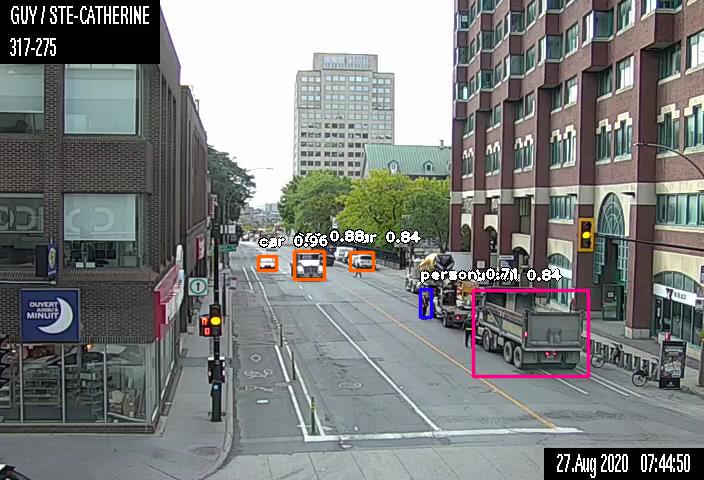 GUY / STE-CATHERINE
317-275
car 0.96
0.88
0.84
person 0.71
0.84
OUVERT
JUSQU'À
MINUIT
27.Aug 2020 07:44:50